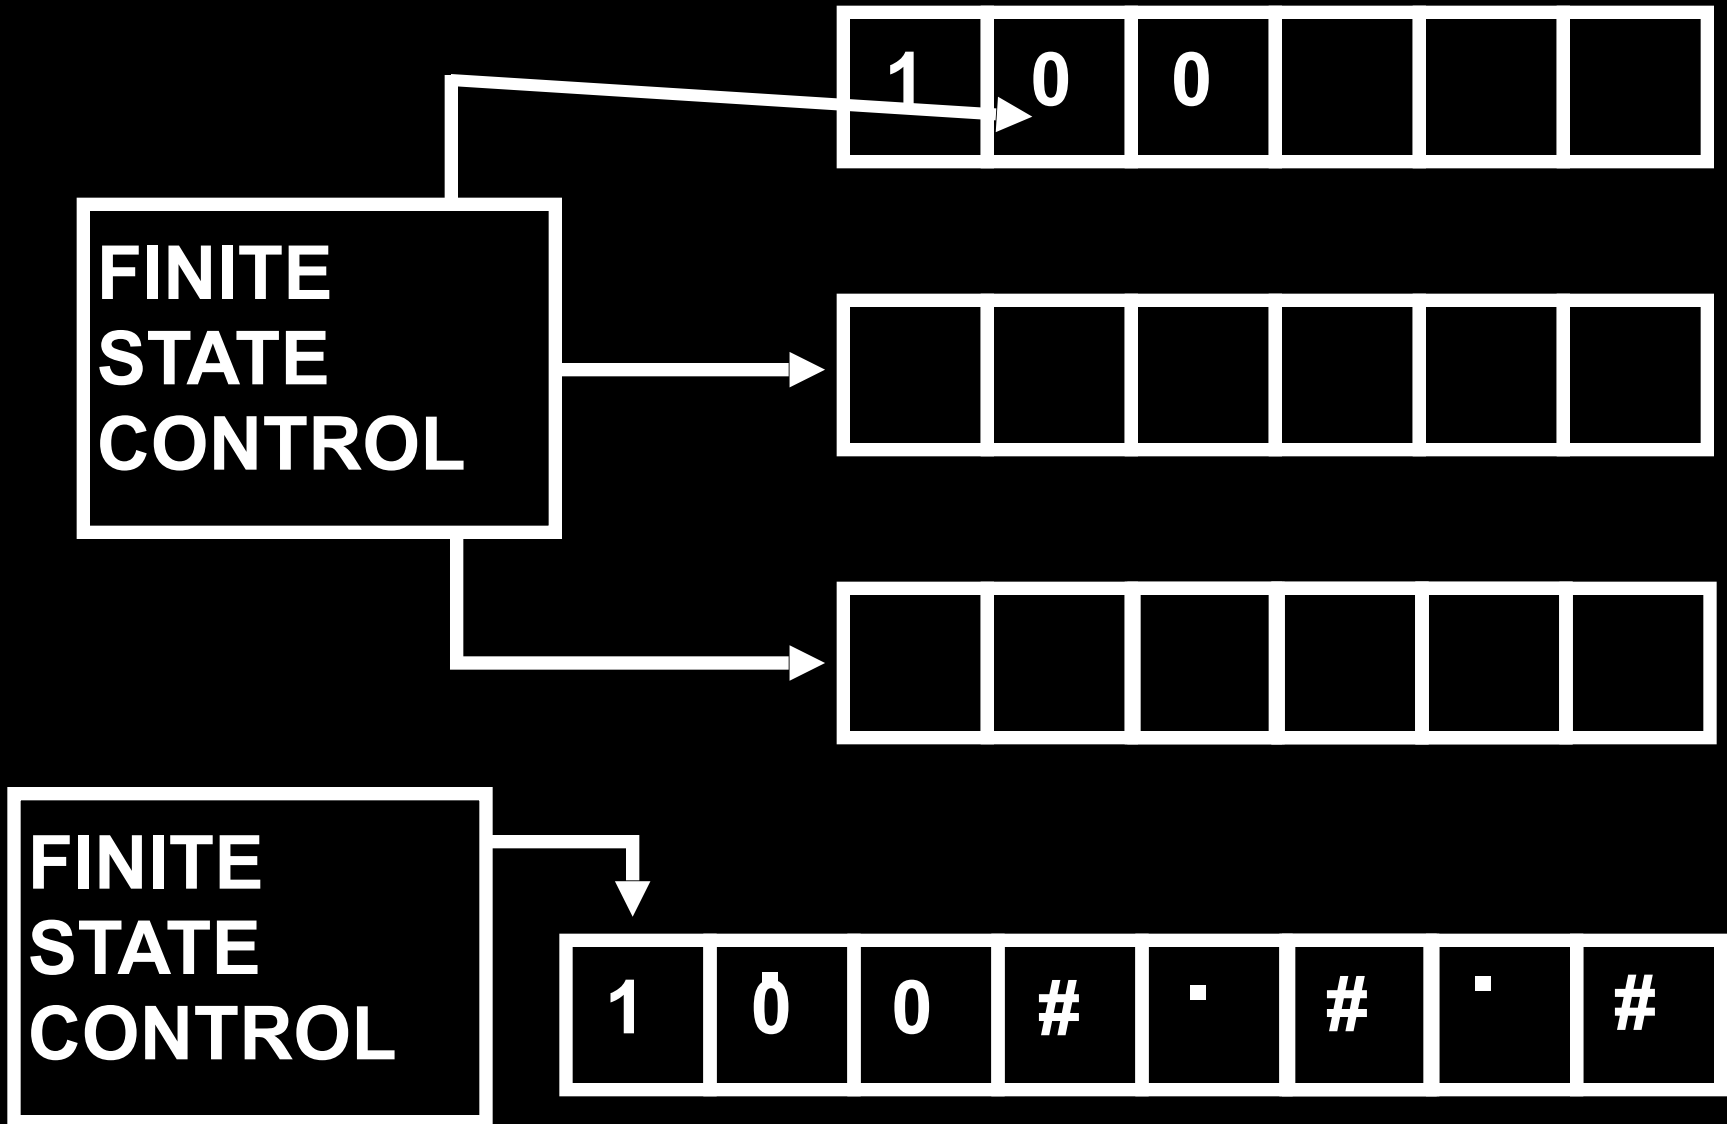 1 0 0
FINITE
STATE
CONTROL
FINITE
STATE
CONTROL
1 0 0 # . # . #